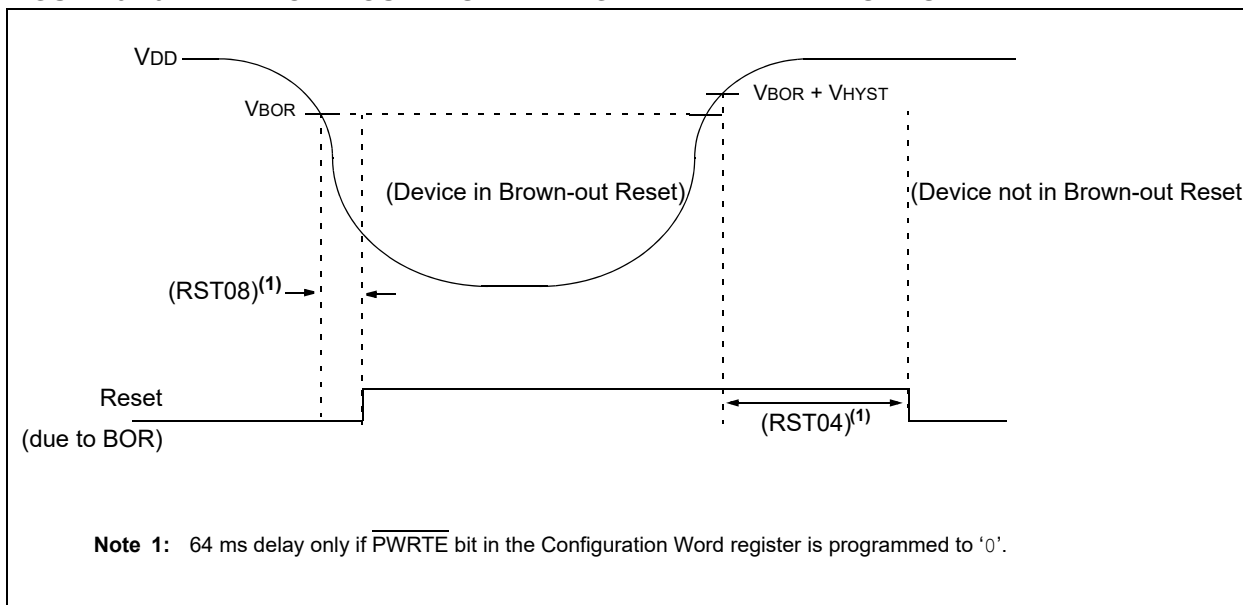 VDD
VBOR
VBOR + VHYST
(Device in Brown-out Reset)
(Device not in Brown-out Reset
(RST08)(1)
Reset
(due to BOR)
(RST04)(1)
Note 1: 64 ms delay only if PWRTE bit in the Configuration Word register is programmed to ‘0’.